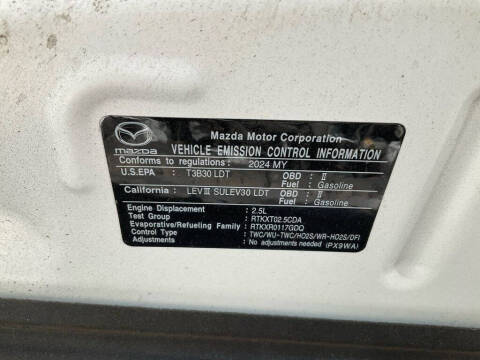 Mazda Motor Corporation
mazda VEHICLE EMISSION CONTROL INFORMATION
Conforms to regulations: 2024 MY
U.S.EPA : T3B30 LDT OBD : II
Fuel : Gasoline
California : LEVIII SULEV30 LDT OBD : II
Fuel : Gasoline
Engine Displacement : 2.5L
Test Group : RTKXT02.5CDA
Evaporative/Refueling Family : RTKXR0117GDQ
Control Type : TWC/WU-TWC/HO2S/WR-HO2S/DFI
Adjustments : No adjustments needed (PX9WA)